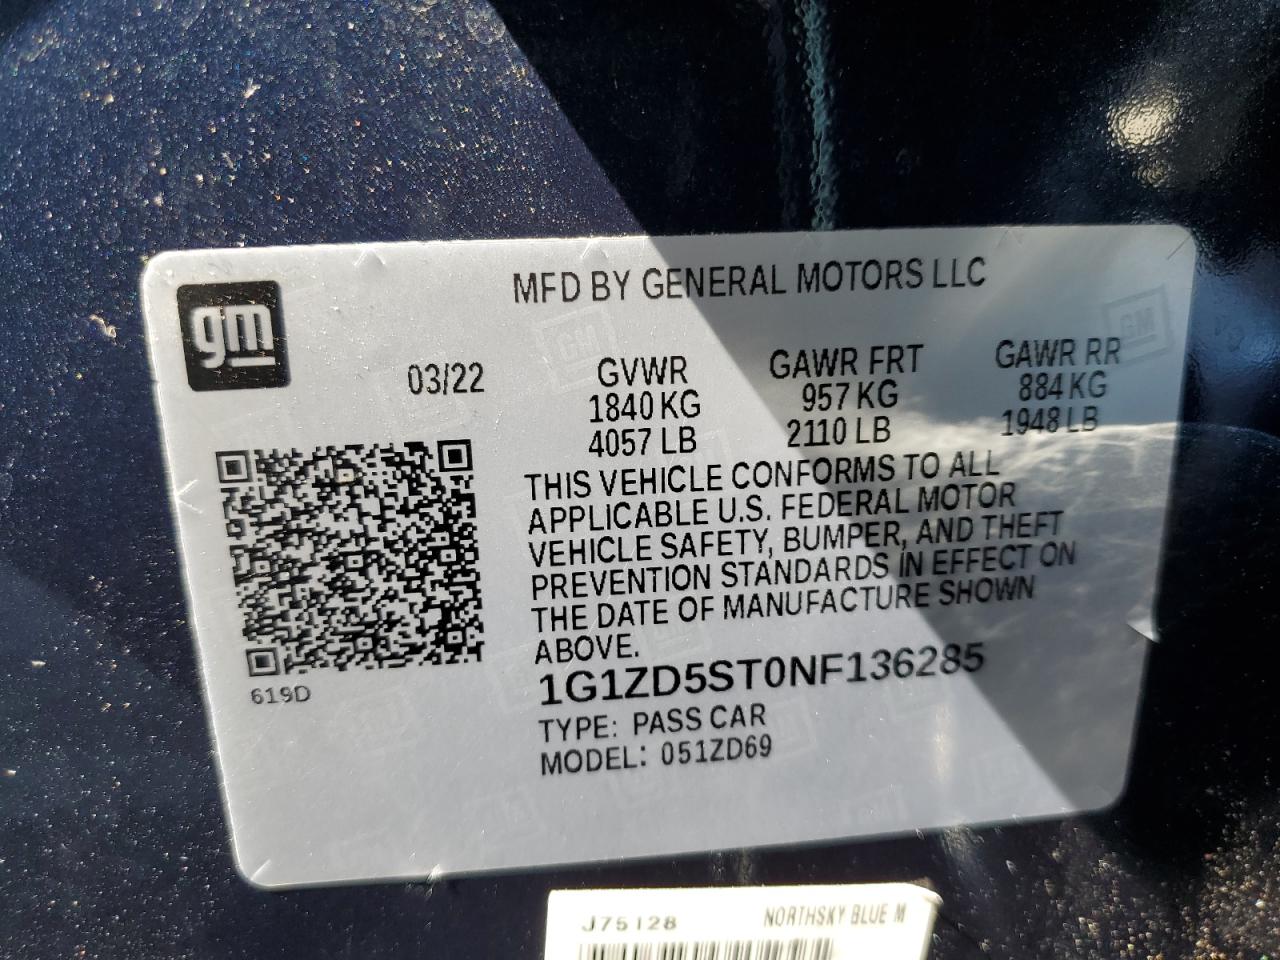 gm
MFD BY GENERAL MOTORS LLC
03/22
GVWR
1840 KG
4057 LB
GAWR FRT
957 KG
2110 LB
GAWR RR
884 KG
1948 LB
THIS VEHICLE CONFORMS TO ALL
APPLICABLE U.S. FEDERAL MOTOR
VEHICLE SAFETY, BUMPER, AND THEFT
PREVENTION STANDARDS IN EFFECT ON
THE DATE OF MANUFACTURE SHOWN
ABOVE.
619D
1G1ZD5ST0NF136285
TYPE: PASS CAR
MODEL: 051ZD69
J75128 NORTHSKY BLUE M